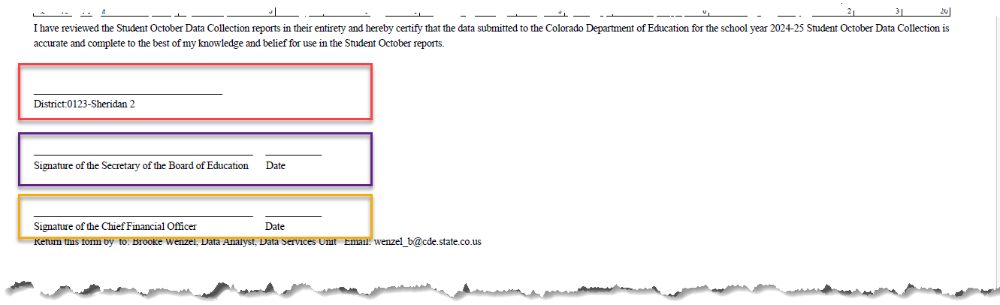 2 3 20
I have reviewed the Student October Data Collection reports in their entirety and hereby certify that the data submitted to the Colorado Department of Education for the school year 2024-25 Student October Data Collection is
accurate and complete to the best of my knowledge and belief for use in the Student October reports.
District:0123-Sheridan 2
Signature of the Secretary of the Board of Education Date
Signature of the Chief Financial Officer Date
Return this form by to: Brooke Wenzel, Data Analyst, Data Services Unit Email: wenzel_b@cde.state.co.us